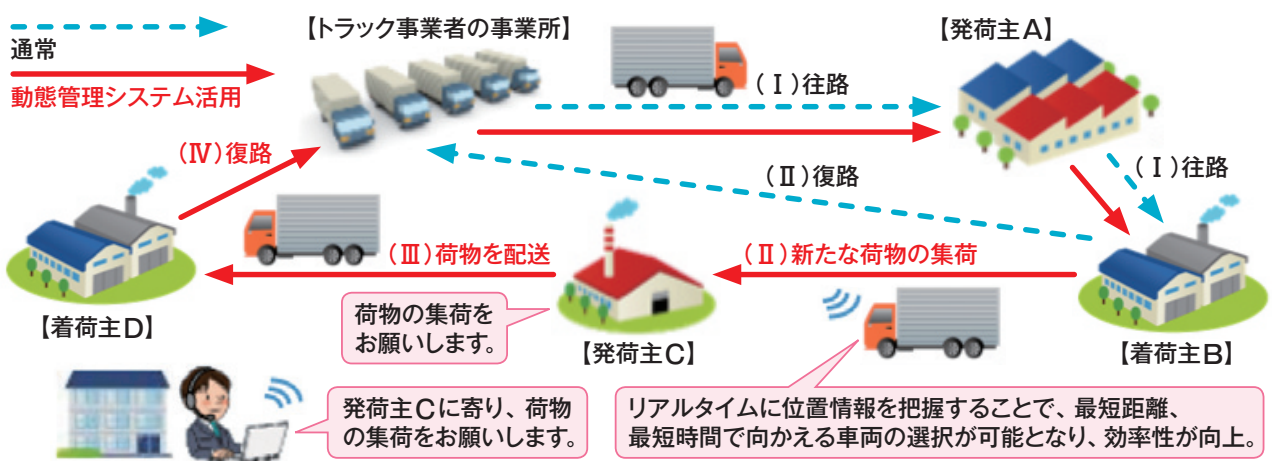 通常
動態管理システム活用
【トラック事業者の事業所】
(Ⅰ)往路
【発荷主A】
(Ⅰ)往路
(Ⅳ)復路
(Ⅱ)復路
(Ⅲ)荷物を配送
(Ⅱ)新たな荷物の集荷
【着荷主D】
荷物の集荷を
お願いします。
【発荷主C】
【着荷主B】
発荷主Cに寄り、荷物
の集荷をお願いします。
リアルタイムに位置情報を把握することで、最短距離、
最短時間で向かえる車両の選択が可能となり、効率性が向上。